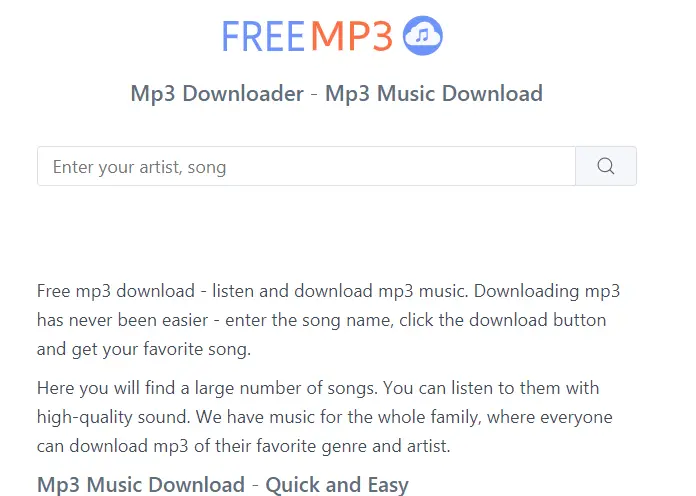 FREEMP3
Mp3 Downloader - Mp3 Music Download
Enter your artist, song
Free mp3 download - listen and download mp3 music. Downloading mp3
has never been easier - enter the song name, click the download button
and get your favorite song.
Here you will find a large number of songs. You can listen to them with
high-quality sound. We have music for the whole family, where everyone
can download mp3 of their favorite genre and artist.
Mp3 Music Download - Quick and Easy